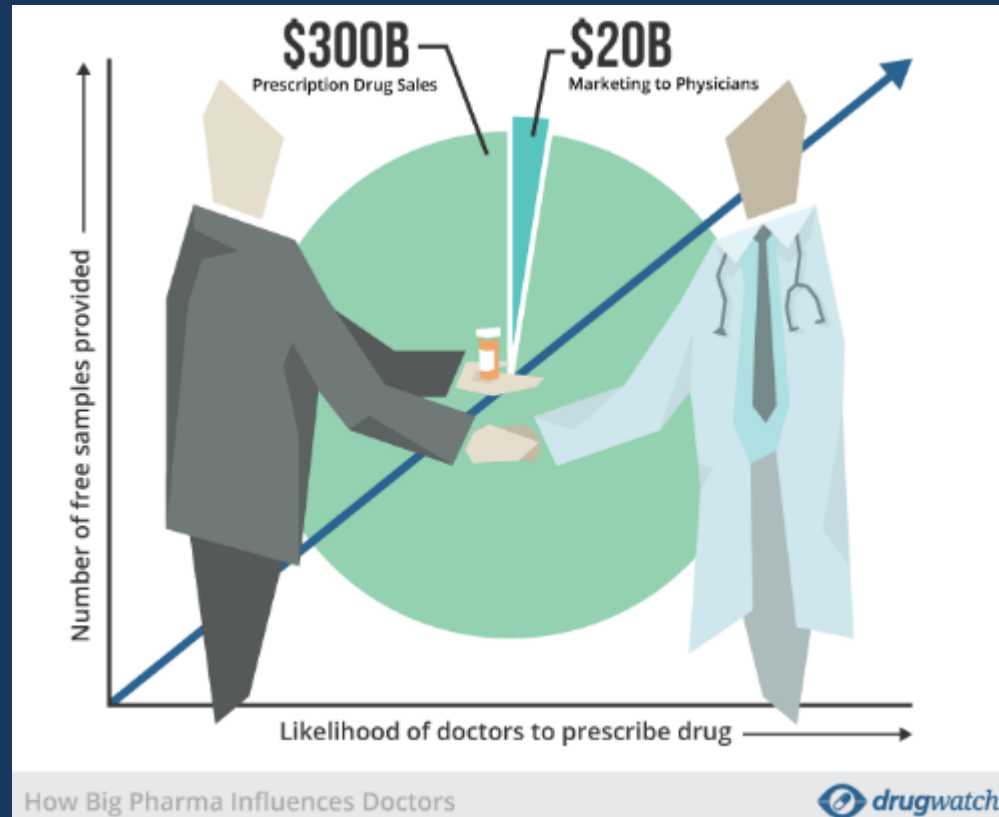 $300B
Prescription Drug Sales
$20B
Marketing to Physicians
Number of free samples provided
Likelihood of doctors to prescribe drug
How Big Pharma Influences Doctors
drugwatch